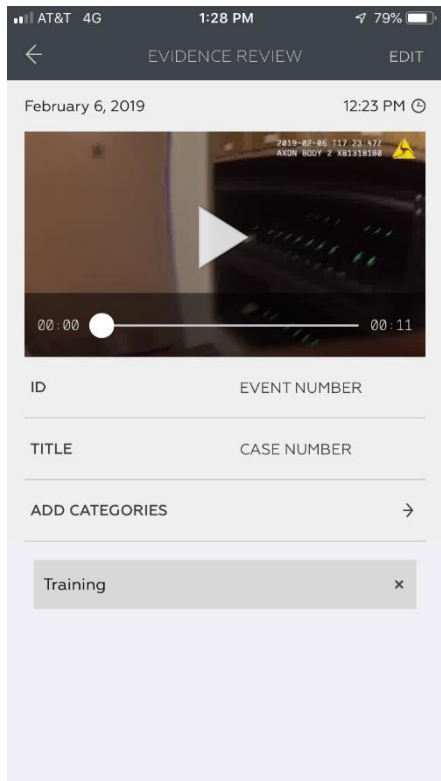 AT&T 4G 1:28 PM 79%
EVIDENCE REVIEW EDIT
February 6, 2019 12:23 PM
2019-02-06 T17:23:47Z
AXON BODY 2 X81318180
00:00 00:11
ID EVENT NUMBER
TITLE CASE NUMBER
ADD CATEGORIES
Training ×